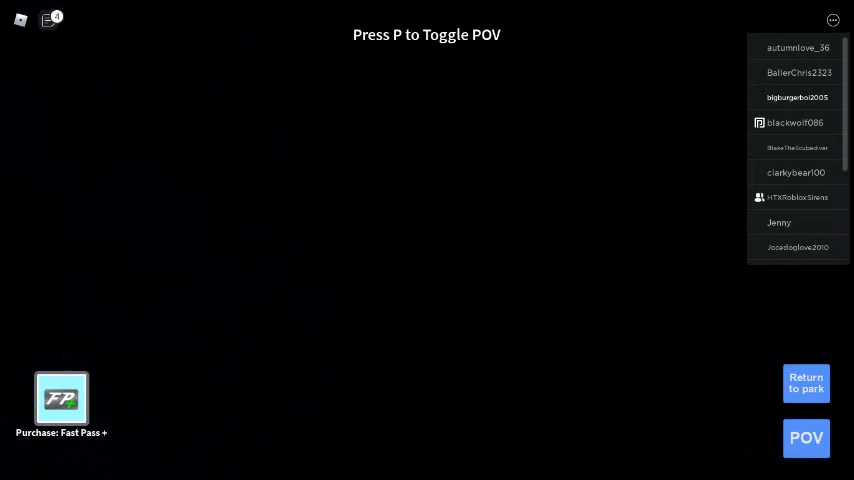 4
Press P to Toggle POV
autumnlove_36
BallerChris2323
bigburgerboi2005
blackwolf086
BlakeTheScubadiver
clarkybear100
HTXRobloxSirens
Jenny
Jocedoglove2010
Return
to park
FP+
Purchase: Fast Pass +
POV